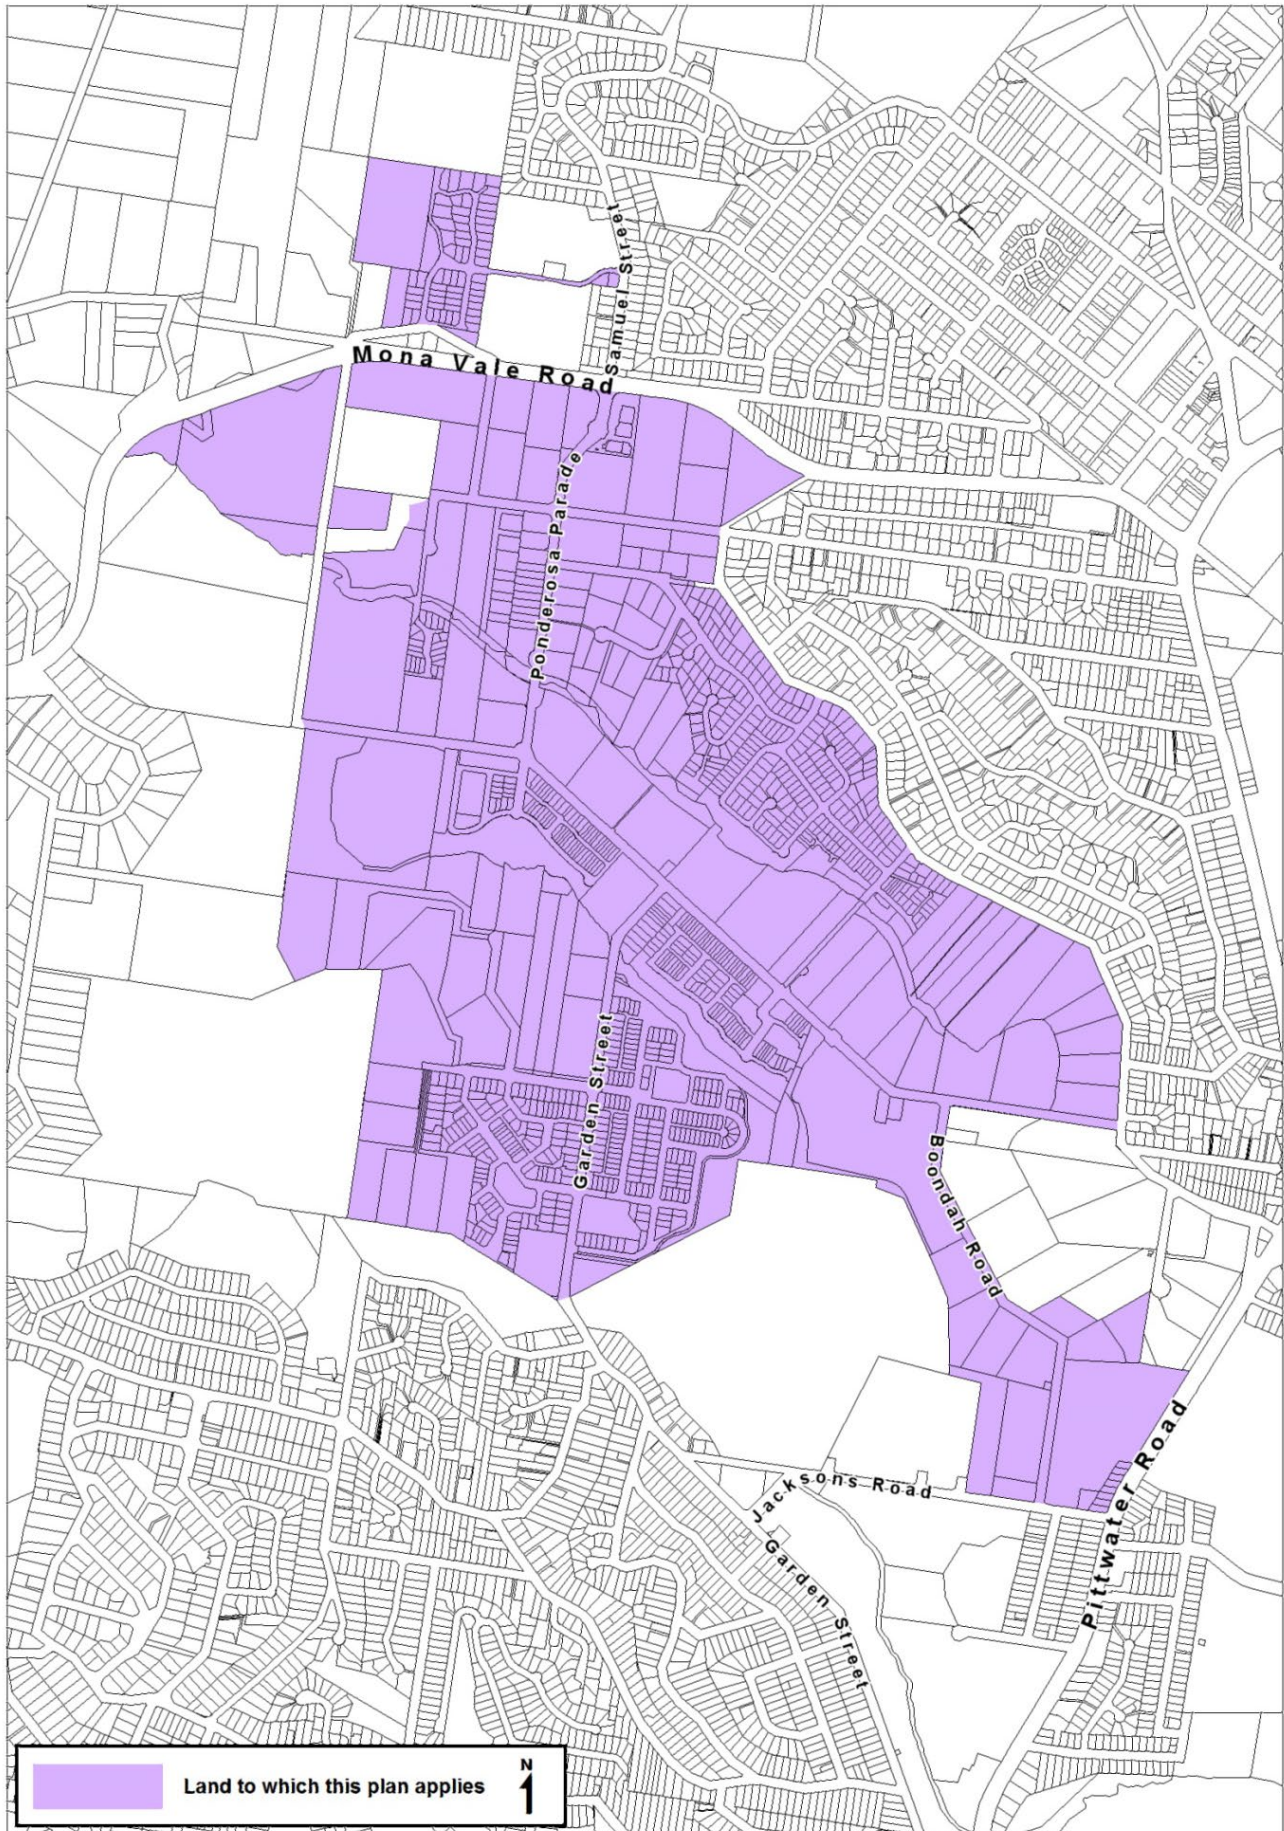 Samuel Street
Mona Vale Road
Ponderosa Parade
Garden Street
Boondah Road
Pittwater Road
Jacksons Road
Garden Street
Land to which this plan applies
N